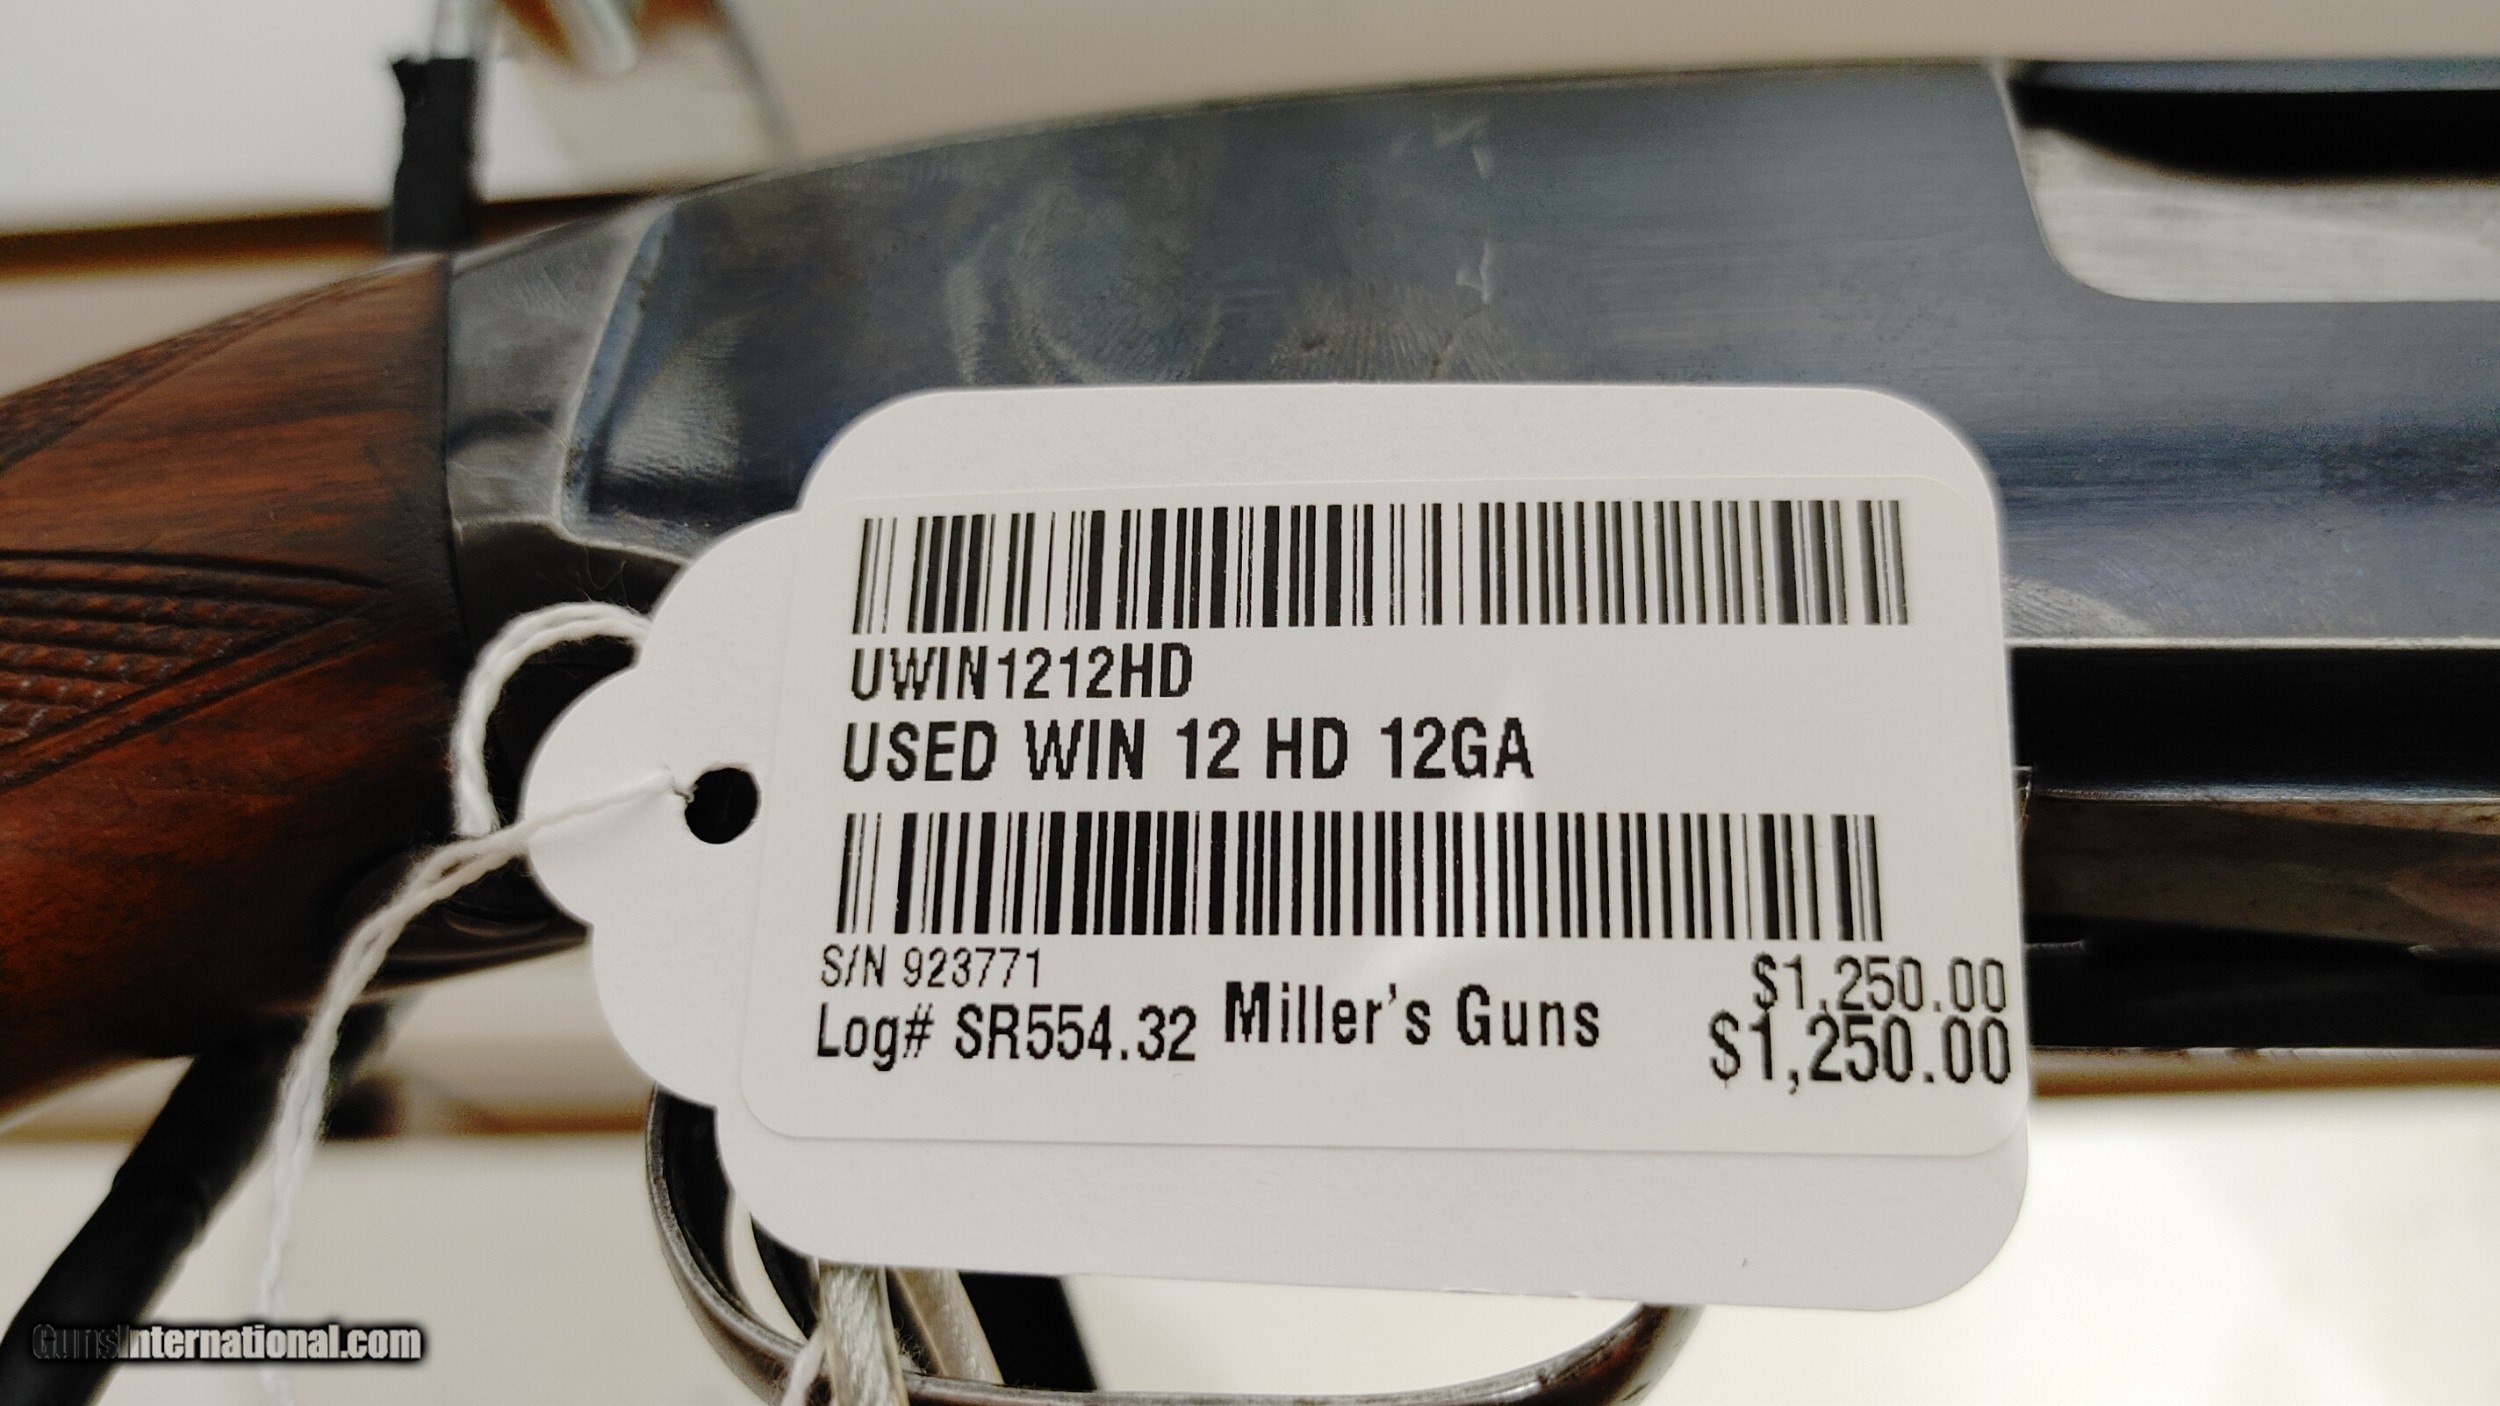 UWIN1212HD
USED WIN 12 HD 12GA
S/N 923771
$1,250.00
Log# SR554.32 Miller's Guns
$1,250.00
GunsInternational.com